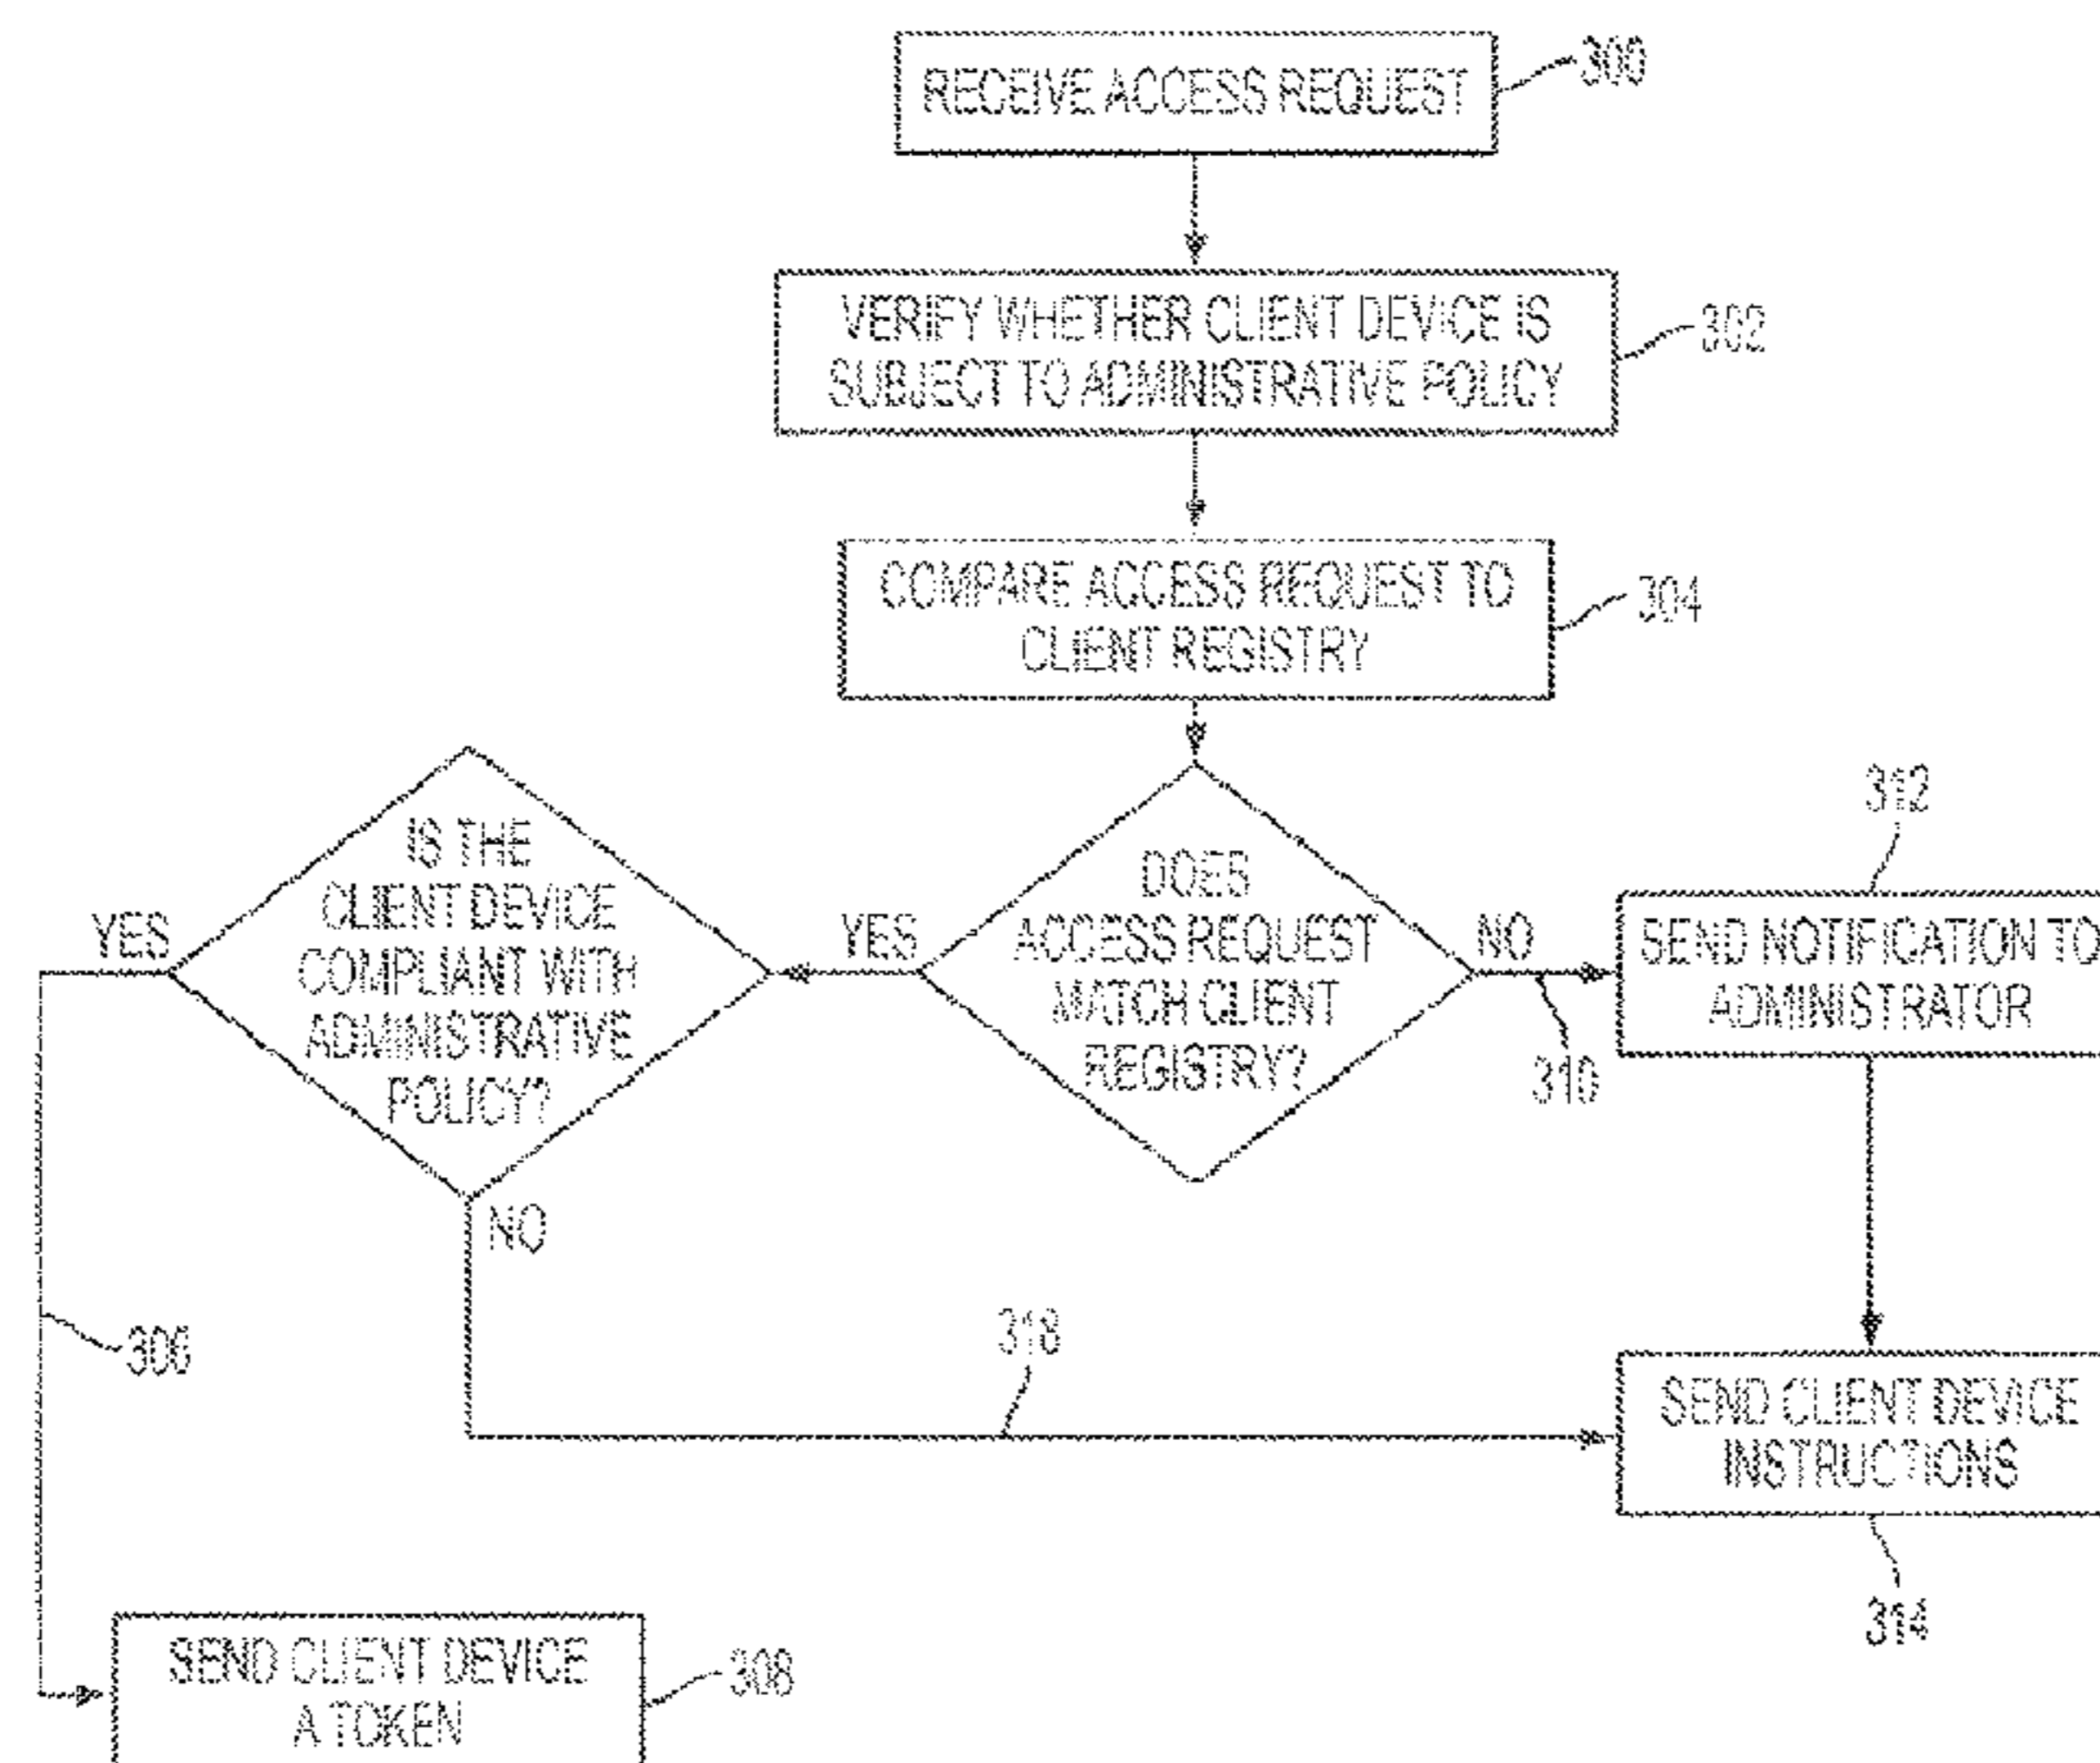 RECEIVE ACCESS REQUEST
300
VERIFY WHETHER CLIENT DEVICE IS
SUBJECT TO ADMINISTRATIVE POLICY
302
COMPARE ACCESS REQUEST TO
CLIENT REGISTRY
304
IS THE
CLIENT DEVICE
COMPLIANT WITH
ADMINISTRATIVE
POLICY?
YES
NO
DOES
ACCESS REQUEST
MATCH CLIENT
REGISTRY?
YES
NO
310
312
SEND NOTIFICATION TO
ADMINISTRATOR
306
318
SEND CLIENT DEVICE
INSTRUCTIONS
314
SEND CLIENT DEVICE
A TOKEN
308